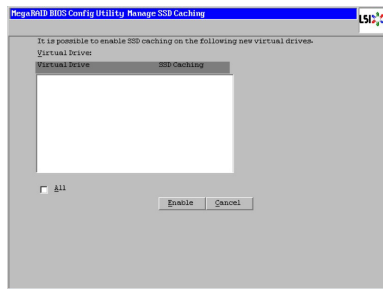 MegaRAID BIOS Config Utility Manage SSD Caching
LSI
It is possible to enable SSD caching on the following new virtual drives.
Virtual Drive:
Virtual Drive SSD Caching
All
Enable Cancel